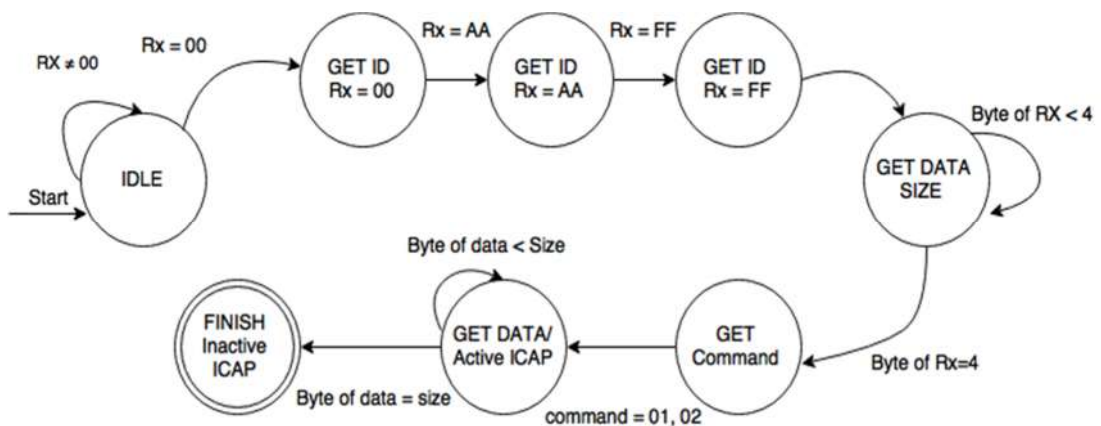 RX ≠ 00
Rx = 00
Rx = AA
Rx = FF
Start
IDLE
GET ID
Rx = 00
GET ID
Rx = AA
GET ID
Rx = FF
Byte of RX < 4
GET DATA
SIZE
Byte of Rx=4
GET
Command
command = 01, 02
Byte of data < Size
GET DATA/
Active ICAP
Byte of data = size
FINISH
Inactive
ICAP